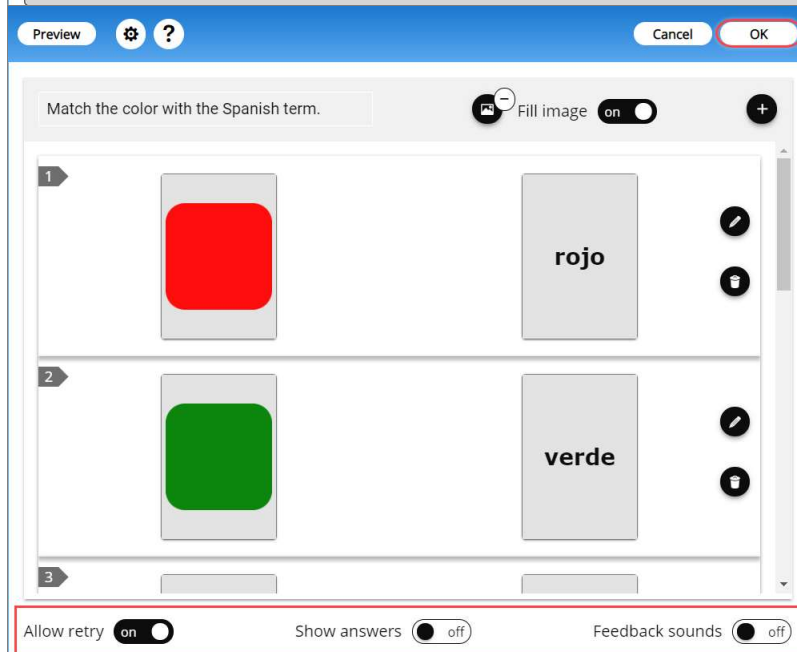 Preview ? Cancel OK
Match the color with the Spanish term. Fill image on
1
rojo
2
verde
3
Allow retry on Show answers off Feedback sounds off